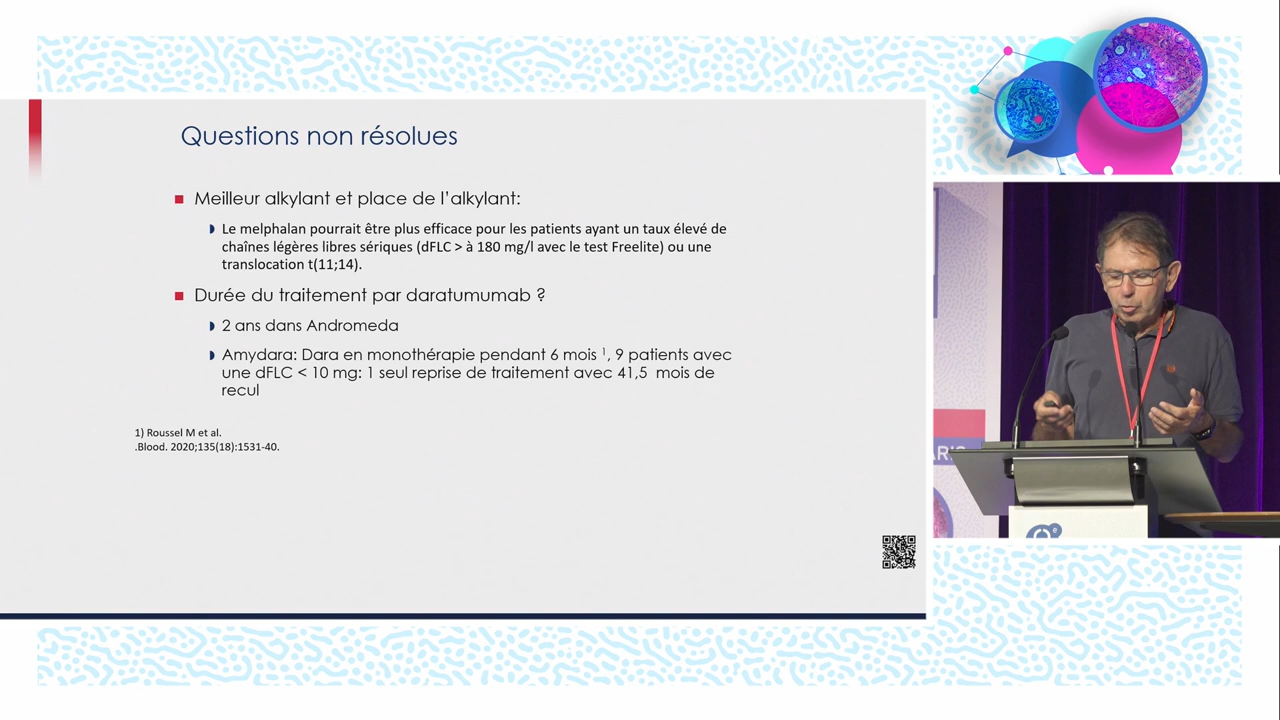 Questions non résolues
Meilleur alkylant et place de l'alkylant:
Le melphalan pourrait être plus efficace pour les patients ayant un taux élevé de
chaînes légères libres sériques (dFLC > à 180 mg/l avec le test Freelite) ou une
translocation t(11;14).
Durée du traitement par daratumumab ?
2 ans dans Andromeda
Amydara: Dara en monothérapie pendant 6 mois ¹, 9 patients avec
une dFLC < 10 mg: 1 seul reprise de traitement avec 41,5 mois de
recul
1) Roussel M et al.
.Blood. 2020;135(18):1531-40.